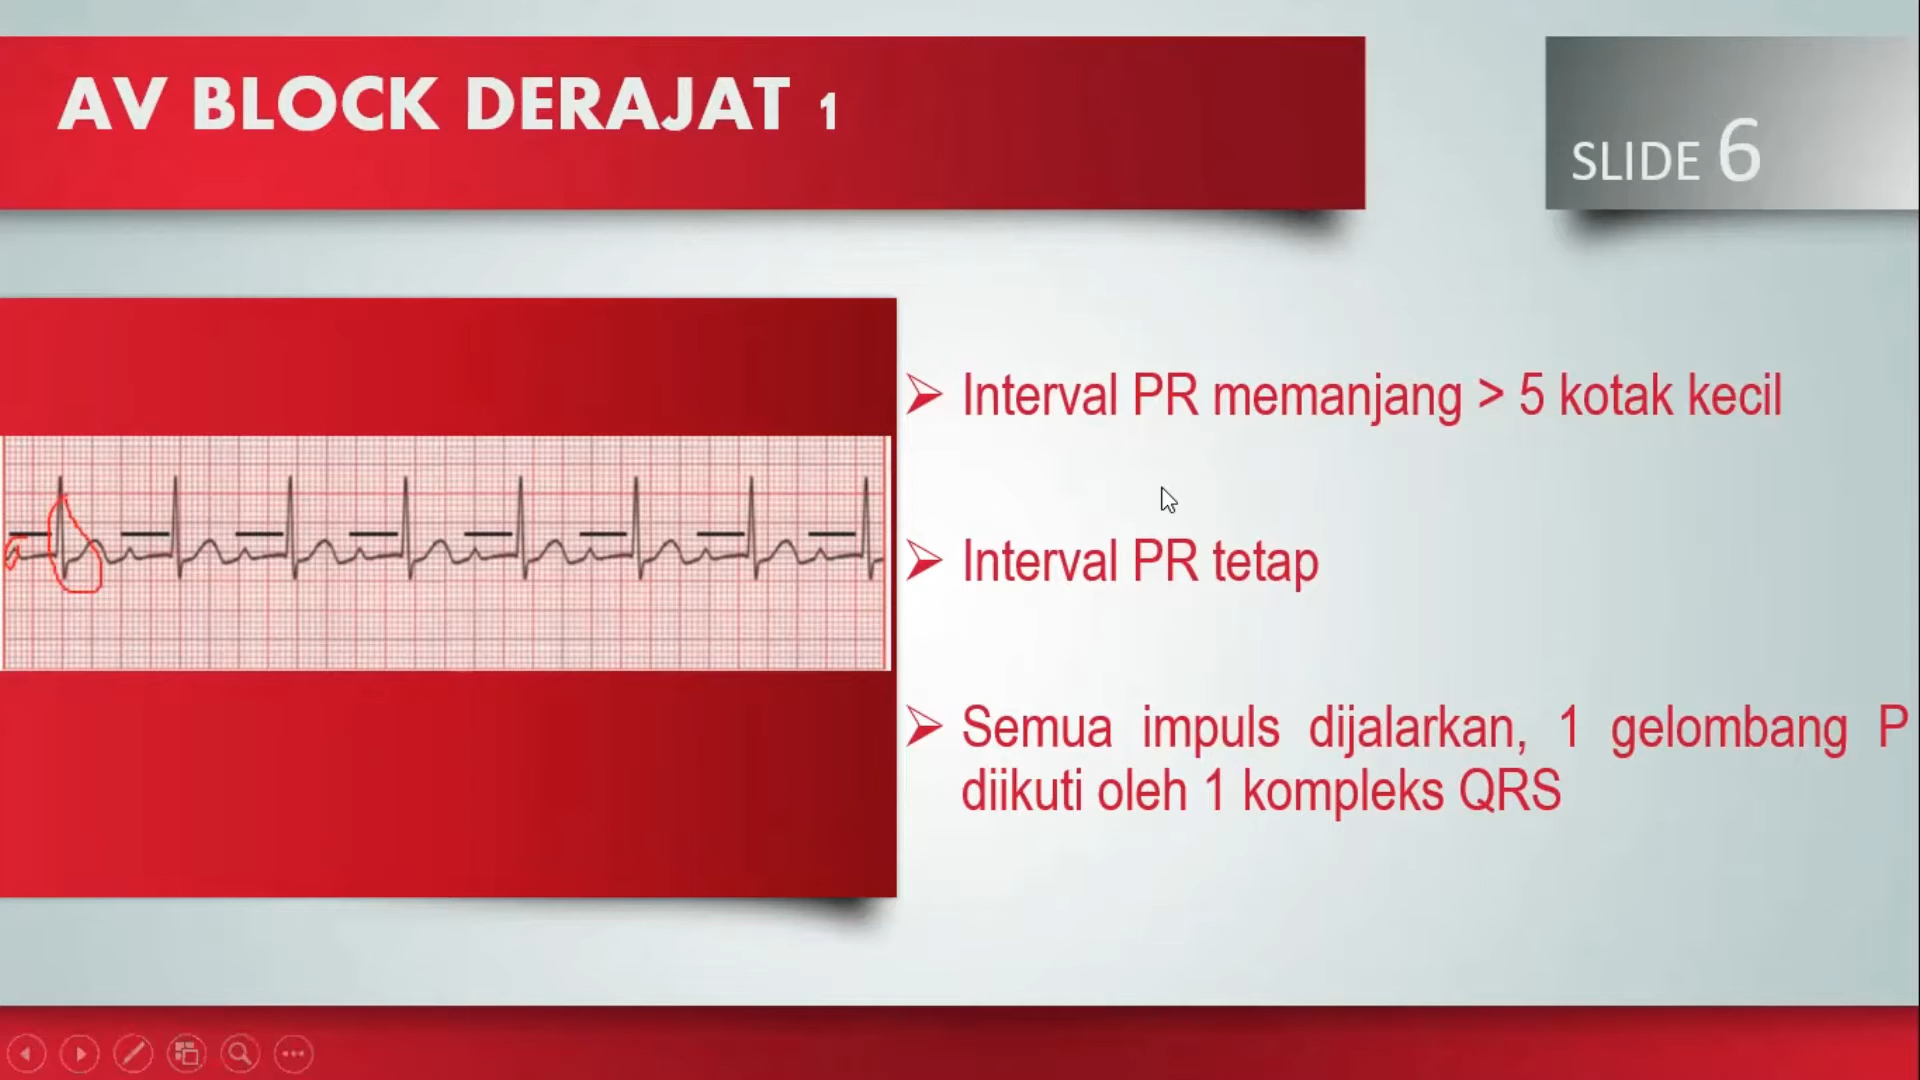 AV BLOCK DERAJAT 1
SLIDE 6
Interval PR memanjang > 5 kotak kecil
Interval PR tetap
Semua impuls dijalarkan, 1 gelombang P
diikuti oleh 1 kompleks QRS